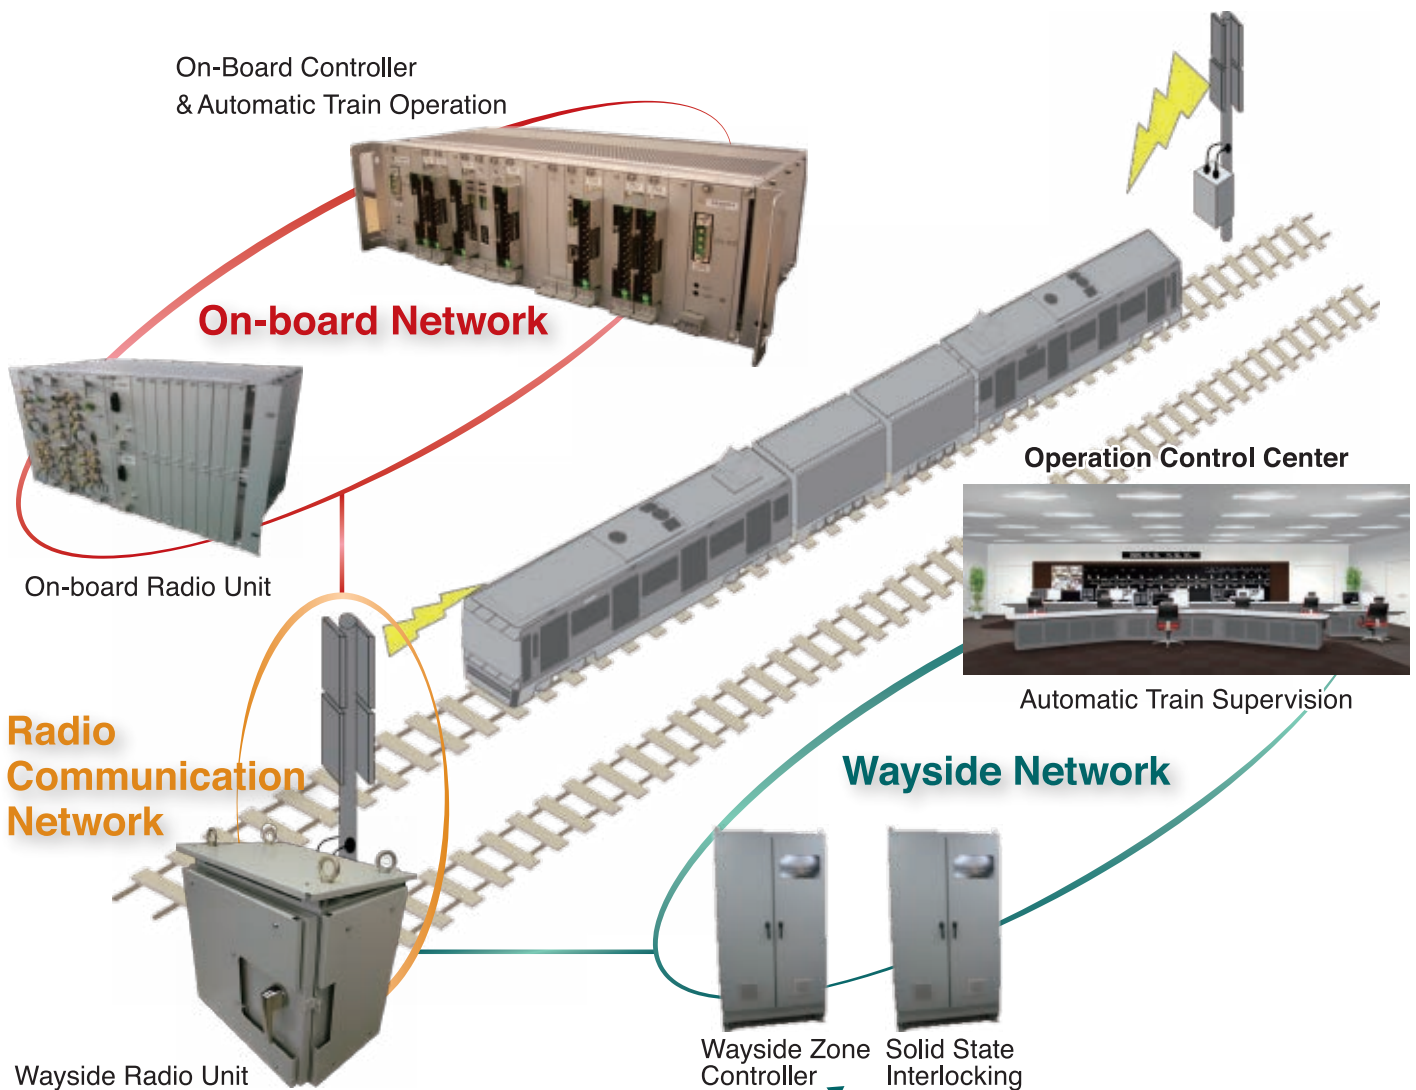 On-Board Controller
& Automatic Train Operation
On-board Network
On-board Radio Unit
Operation Control Center
Automatic Train Supervision
Radio
Communication
Network
Wayside Network
Wayside Radio Unit
Wayside Zone
Controller
Solid State
Interlocking